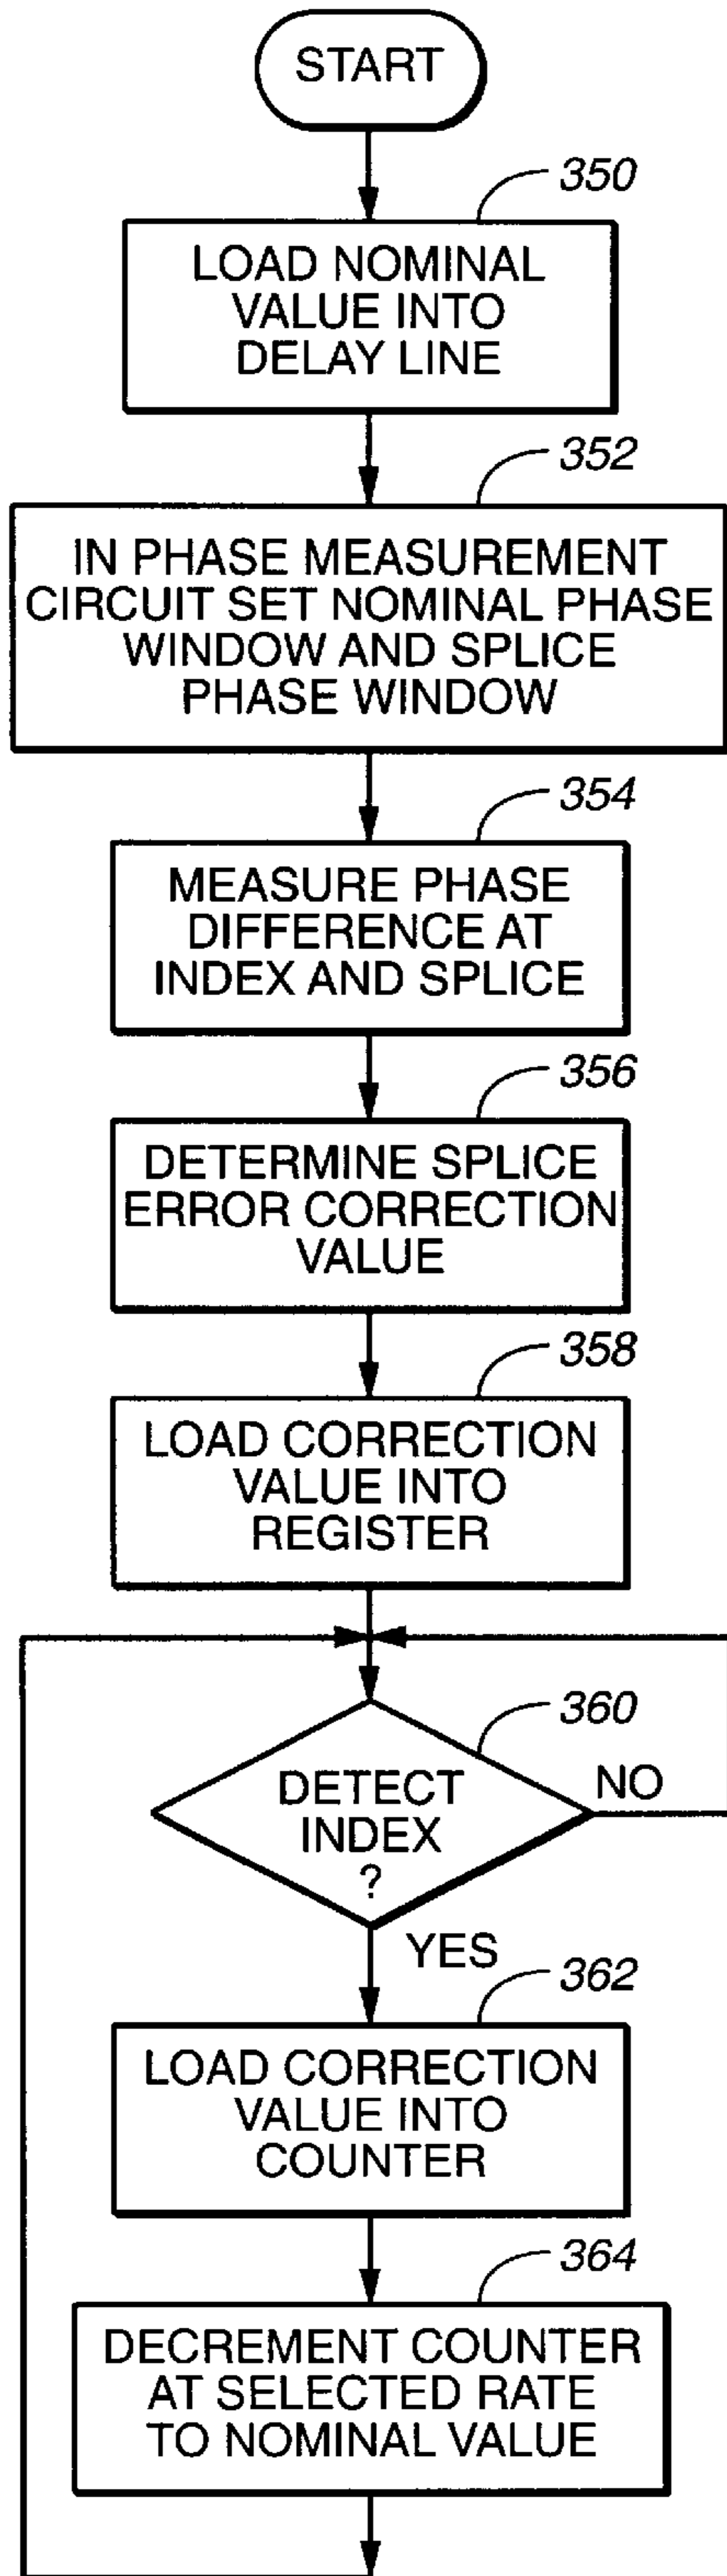 START
350
LOAD NOMINAL
VALUE INTO
DELAY LINE
352
IN PHASE MEASUREMENT
CIRCUIT SET NOMINAL PHASE
WINDOW AND SPLICE
PHASE WINDOW
354
MEASURE PHASE
DIFFERENCE AT
INDEX AND SPLICE
356
DETERMINE SPLICE
ERROR CORRECTION
VALUE
358
LOAD CORRECTION
VALUE INTO
REGISTER
360
DETECT
INDEX
?
NO
YES
362
LOAD CORRECTION
VALUE INTO
COUNTER
364
DECREMENT COUNTER
AT SELECTED RATE
TO NOMINAL VALUE